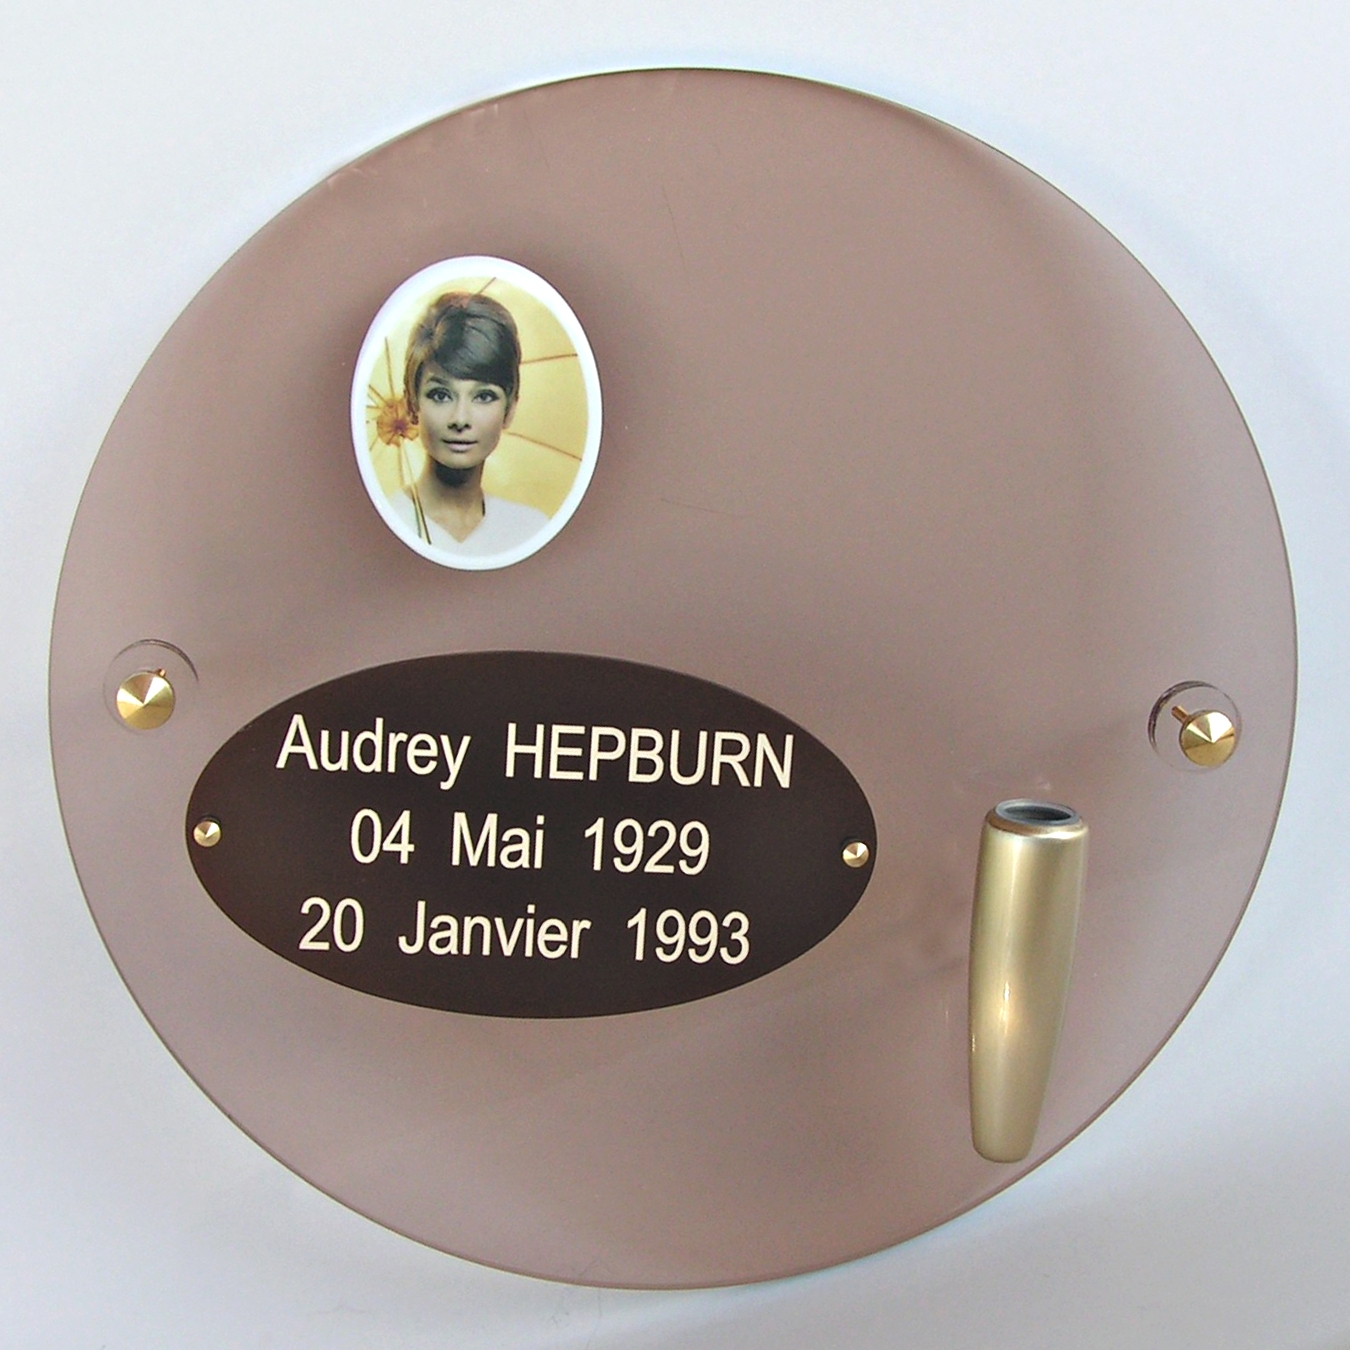 Audrey HEPBURN
04 Mai 1929
20 Janvier 1993